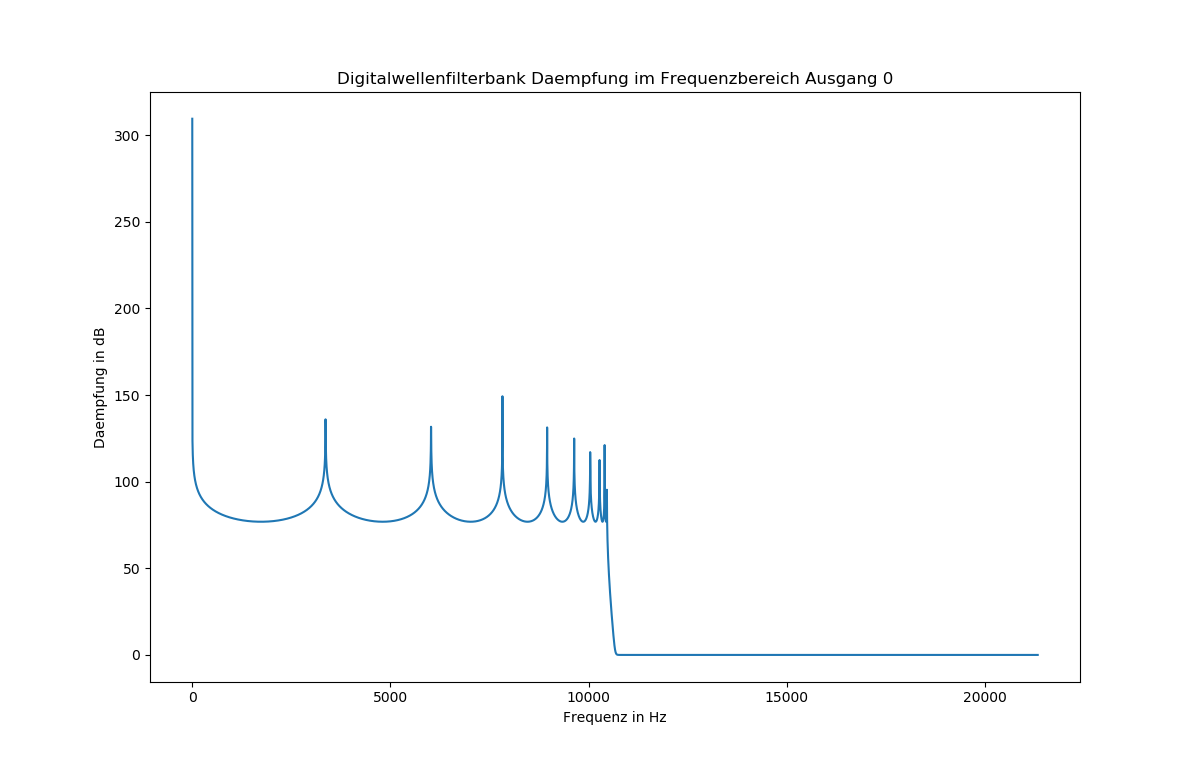 Digitalwellenfilterbank Daempfung im Frequenzbereich Ausgang 0
300
250
200
150
100
50
0
Daempfung in dB
0 5000 10000 15000 20000
Frequenz in Hz